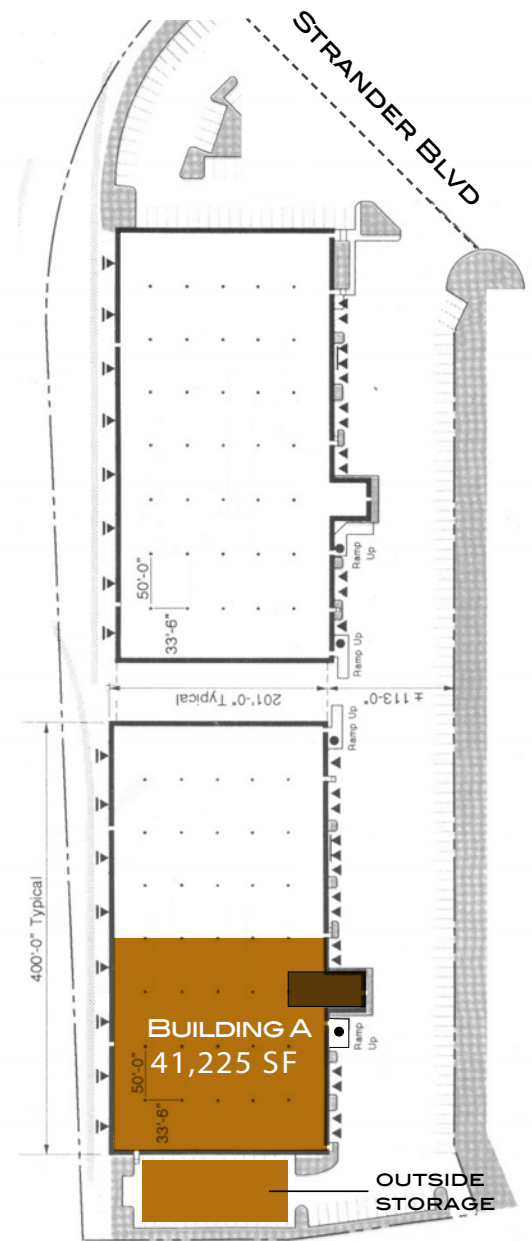 STRANDER BLVD
50'-0"
33'-6"
Ramp Up
Ramp Up
201'-0" Typical
± 113-0"
Ramp Up
400'-0" Typical
BUILDING A
41,225 SF
Ramp Up
50'-0"
33'-6"
OUTSIDE
STORAGE